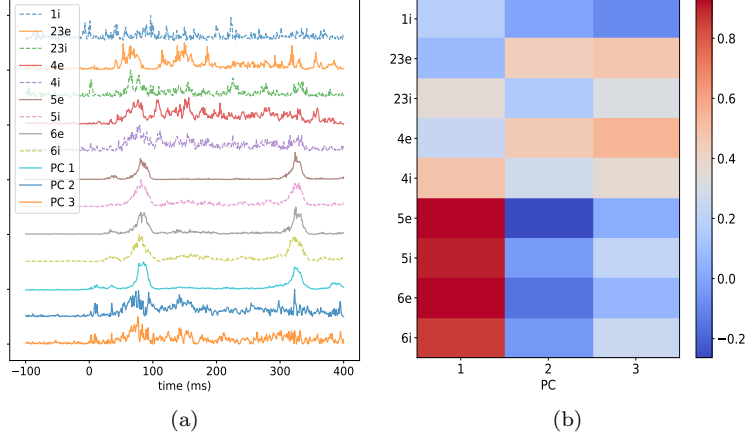 1i
23e
23i
4e
4i
5e
5i
6e
6i
PC 1
PC 2
PC 3
−100
0
100
200
300
400
time (ms)
(a)
1i
23e
23i
4e
4i
5e
5i
6e
6i
1
2
3
PC
0.8
0.6
0.4
0.2
0.0
−0.2
(b)